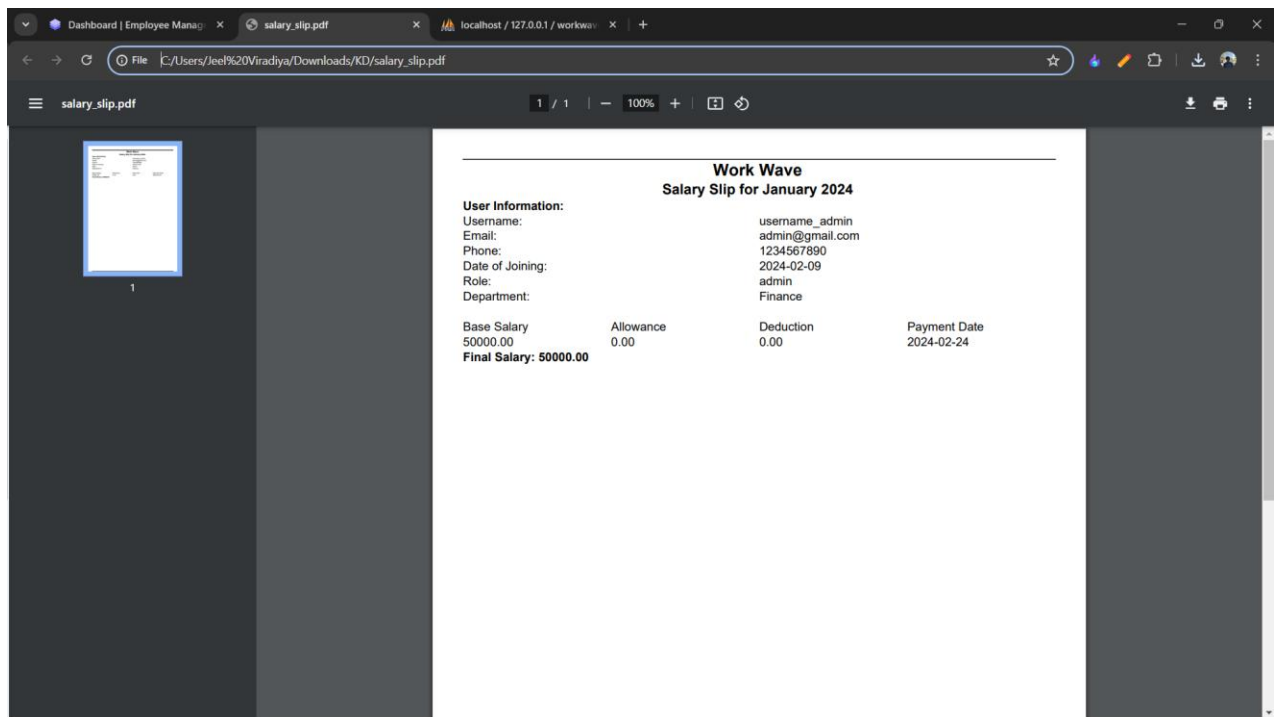 Dashboard | Employee Manag
salary_slip.pdf
localhost / 127.0.0.1 / workwav
File C:/Users/Jeel%20Viradiya/Downloads/KD/salary_slip.pdf
salary_slip.pdf 1 / 1 100%
1
Work Wave
Salary Slip for January 2024
User Information:
Username: username_admin
Email: admin@gmail.com
Phone: 1234567890
Date of Joining: 2024-02-09
Role: admin
Department: Finance
Base Salary Allowance Deduction Payment Date
50000.00 0.00 0.00 2024-02-24
Final Salary: 50000.00